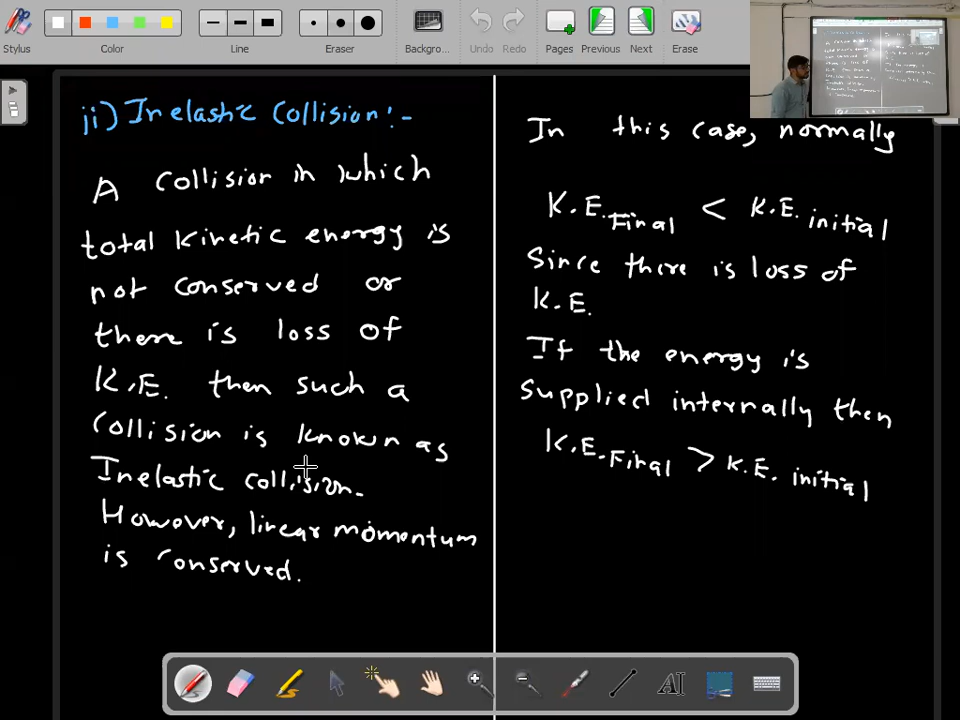 Stylus
Color
Line
Eraser
Backgro...
Undo
Redo
Pages
Previous
Next
Erase
ii) Inelastic Collision :-
A collision in which
total kinetic energy is
not conserved or
there is loss of
K.E. then such a
Collision is known as
Inelastic collision.
However, linear momentum
is conserved.
In this case, normally
K.E.Final < K.E. initial
Since there is loss of
K.E.
If the energy is
Supplied internally then
K.E.Final > K.E. initial